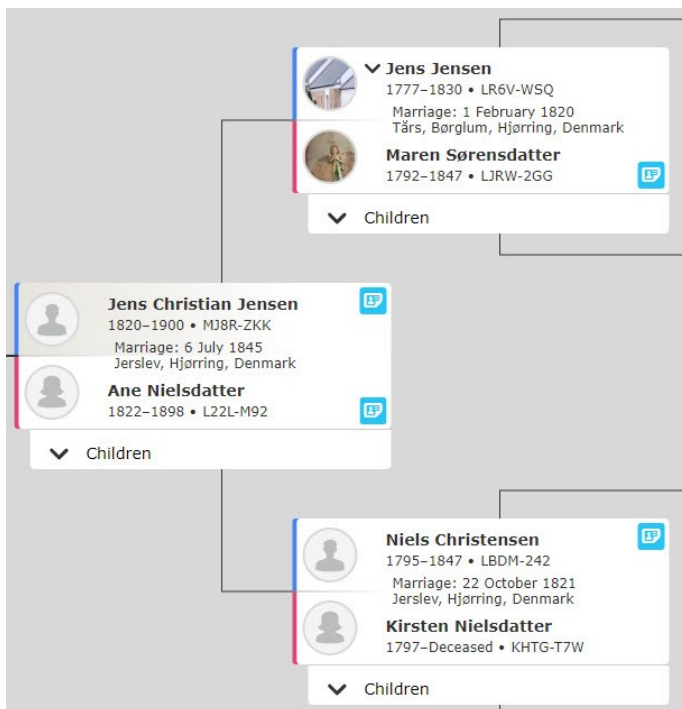 Jens Jensen
1777–1830 • LR6V-WSQ
Marriage: 1 February 1820
Tårs, Børglum, Hjørring, Denmark
Maren Sørensdatter
1792–1847 • LJRW-2GG
Children
Jens Christian Jensen
1820–1900 • MJ8R-ZKK
Marriage: 6 July 1845
Jerslev, Hjørring, Denmark
Ane Nielsdatter
1822–1898 • L22L-M92
Children
Niels Christensen
1795–1847 • LBDM-242
Marriage: 22 October 1821
Jerslev, Hjørring, Denmark
Kirsten Nielsdatter
1797–Deceased • KHTG-T7W
Children